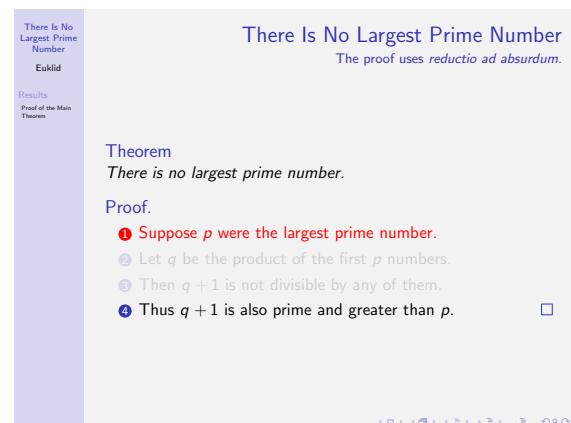 There Is No
Largest Prime
Number
Euklid
Results
Proof of the Main
Theorem
There Is No Largest Prime Number
The proof uses reductio ad absurdum.
Theorem
There is no largest prime number.
Proof.
1 Suppose p were the largest prime number.
2 Let q be the product of the first p numbers.
3 Then q + 1 is not divisible by any of them.
4 Thus q + 1 is also prime and greater than p.